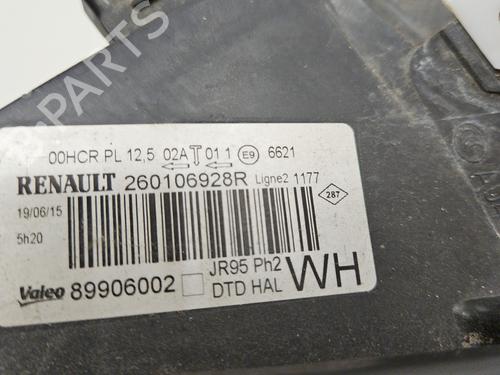 00HCR PL 12,5 02A T 01 1 E9 6621
RENAULT 260106928R Ligne2 1177
19/06/15
287
5h20
JR95 Ph2
WH
Valeo 89906002 DTD HAL
B-PARTS